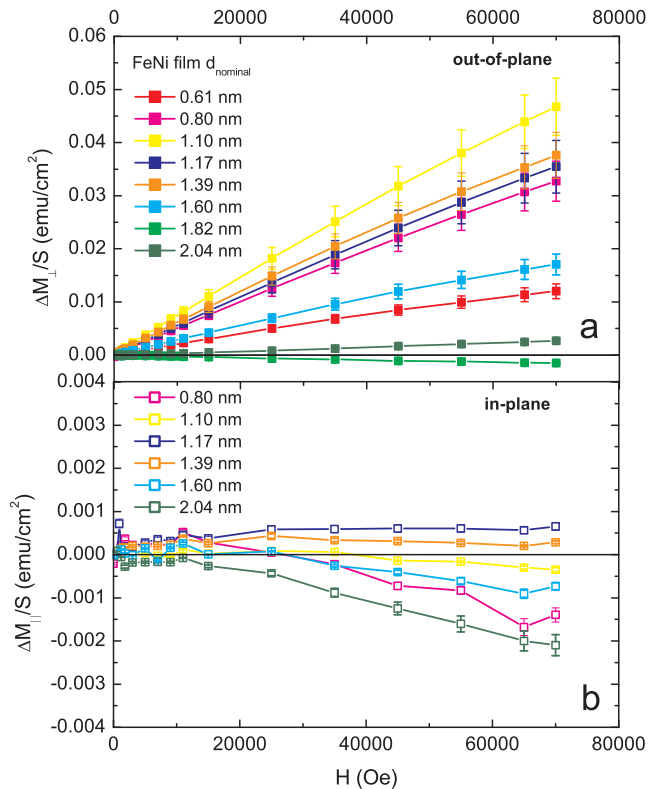 0 20000 40000 60000 80000
0.06
0.05
0.04
0.03
0.02
0.01
0.00
ΔM⊥/S (emu/cm²)
FeNi film d_nominal
out-of-plane
0.61 nm
0.80 nm
1.10 nm
1.17 nm
1.39 nm
1.60 nm
1.82 nm
2.04 nm
a
0.004
0.003
0.002
0.001
0.000
-0.001
-0.002
-0.003
-0.004
ΔM||/S (emu/cm²)
in-plane
0.80 nm
1.10 nm
1.17 nm
1.39 nm
1.60 nm
2.04 nm
b
0 20000 40000 60000 80000
H (Oe)